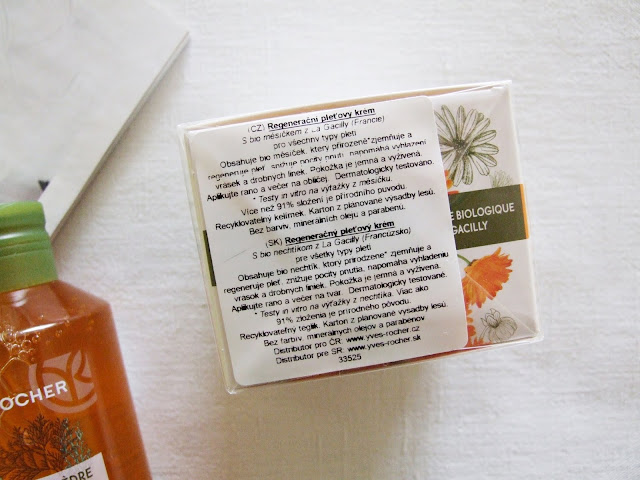 (CZ) Regenerační pleťový krém
S bio měsíčkem z La Gacilly (Francie)
pro všechny typy pleti
Obsahuje bio měsíček, který přirozeně* zjemňuje a
regeneruje pleť, snižuje pocity pnutí, napomáhá vyhlazení
vrásek a drobných linek. Pokožka je jemná a vyživená.
Aplikujte ráno a večer na obličej. Dermatologicky testováno.
* Testy in vitro na výtažky z měsíčku.
Více než 91% složení je přírodního původu.
Recyklovatelný kelímek. Karton z plánované výsadby lesů.
Bez barviv, minerálních olejů a parabenů.
(SK) Regeneračný pleťový krém
S bio nechtíkom z La Gacilly (Francúzsko)
pre všetky typy pleti
Obsahuje bio nechtík, ktorý prirodzene* zjemňuje a
regeneruje pleť, znižuje pocity pnutia, napomáha vyhladeniu
vrások a drobných liniek. Pokožka je jemná a vyživená.
Aplikujte ráno a večer na tvár. Dermatologicky testované.
* Testy in vitro na výťažky z nechtíka. Viac ako
91% zloženia je prírodného pôvodu.
Recyklovateľný téglik. Kartón z plánovanej výsadby lesov.
Bez farbív, minerálnych olejov a parabénov
Distributor pro ČR: www.yves-rocher.cz
Distribútor pre SR: www.yves-rocher.sk
33525
E BIOLOGIQUE
GACILLY
OCHER
ÈDRE